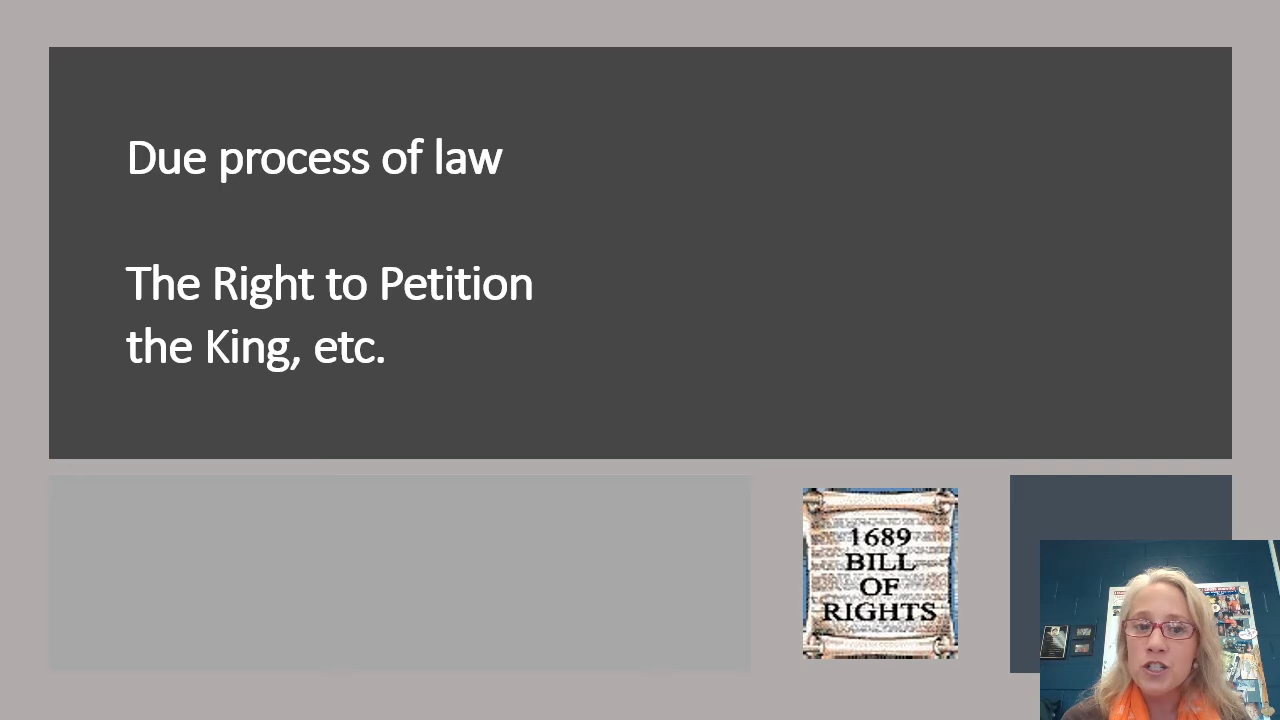 Due process of law
The Right to Petition
the King, etc.
1689
BILL
OF
RIGHTS